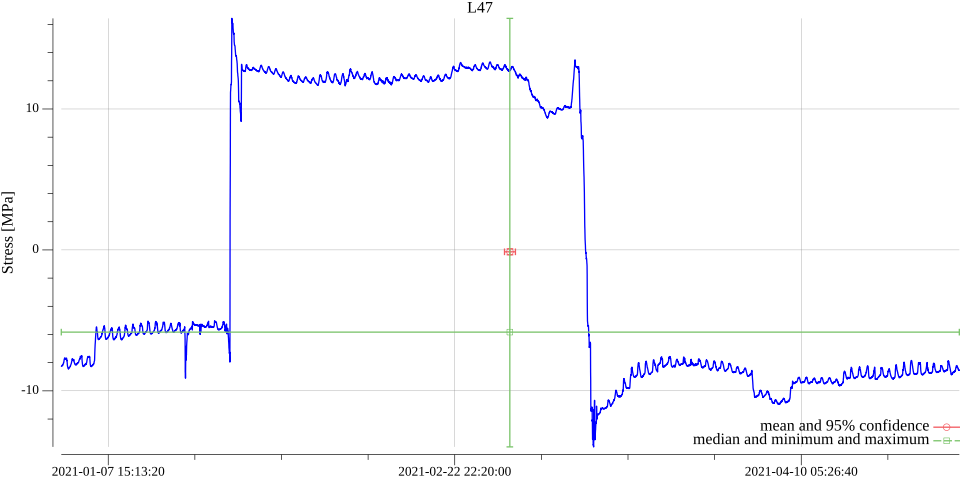 L47
Stress [MPa]
10
0
-10
mean and 95% confidence
median and minimum and maximum
2021-01-07 15:13:20
2021-02-22 22:20:00
2021-04-10 05:26:40